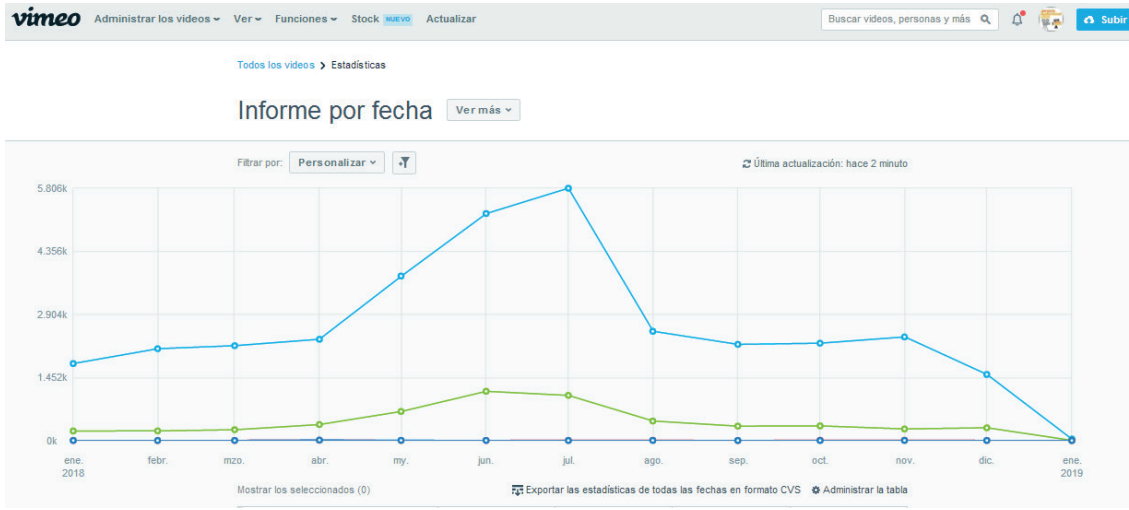 vimeo Administrar los videos Ver Funciones Stock NUEVO Actualizar Buscar videos, personas y más Subir
Todos los videos > Estadísticas
Informe por fecha Ver más
Filtrar por: Personalizar Última actualización: hace 2 minuto
5.806k
4.356k
2.904k
1.452k
0k
ene. febr. mzo. abr. my. jun. jul. ago. sep. oct. nov. dic. ene.
2018 2019
Mostrar los seleccionados (0) Exportar las estadísticas de todas las fechas en formato CVS Administrar la tabla